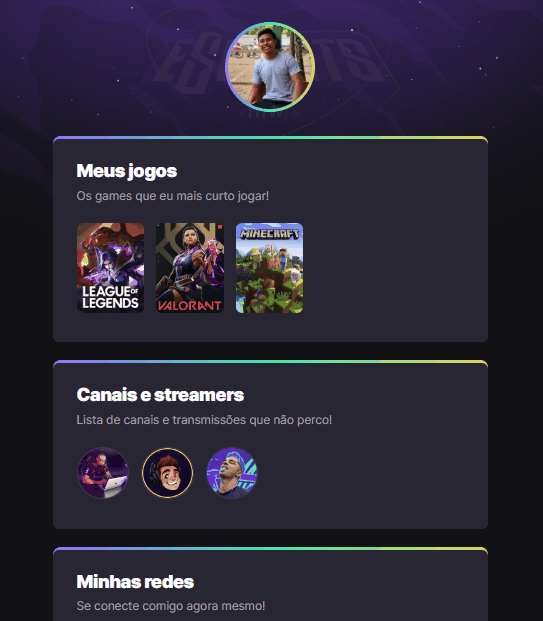 Meus jogos
Os games que eu mais curto jogar!
LEAGUE OF
LEGENDS
VALORANT
MINECRAFT
Canais e streamers
Lista de canais e transmissões que não perco!
Minhas redes
Se conecte comigo agora mesmo!